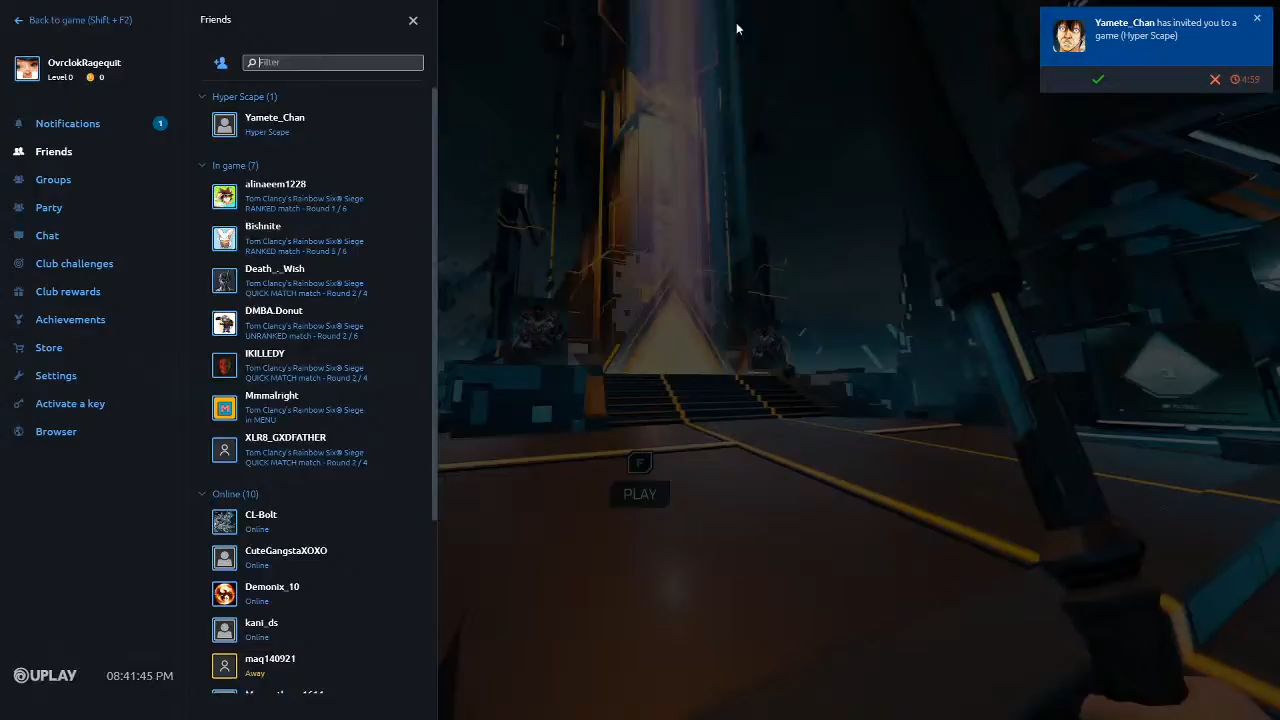 Back to game (Shift + F2)
OvrclokRagequit
Level 0 0
Notifications 1
Friends
Groups
Party
Chat
Club challenges
Club rewards
Achievements
Store
Settings
Activate a key
Browser
UPLAY
08:41:45 PM
Friends
Filter
Hyper Scape (1)
Yamete_Chan
Hyper Scape
In game (7)
alinaeem1228
Tom Clancy's Rainbow Six® Siege
RANKED match - Round 1 / 6
Bishnite
Tom Clancy's Rainbow Six® Siege
RANKED match - Round 5 / 6
Death_._Wish
Tom Clancy's Rainbow Six® Siege
QUICK MATCH match - Round 2 / 4
DMBA.Donut
Tom Clancy's Rainbow Six® Siege
UNRANKED match - Round 2 / 6
IKILLEDY
Tom Clancy's Rainbow Six® Siege
QUICK MATCH match - Round 2 / 4
Mmmalright
Tom Clancy's Rainbow Six® Siege
in MENU
XLR8_GXDFATHER
Tom Clancy's Rainbow Six® Siege
QUICK MATCH match - Round 2 / 4
Online (10)
CL-Bolt
Online
CuteGangstaXOXO
Online
Demonix_10
Online
kani_ds
Online
maq140921
Away
F
PLAY
Yamete_Chan has invited you to a
game (Hyper Scape)
4:59